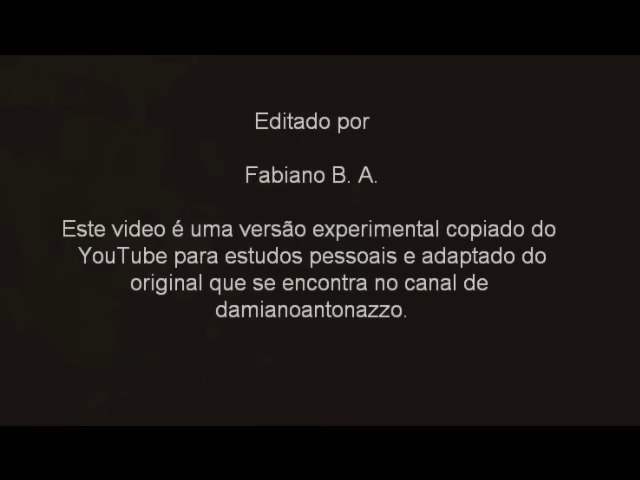 Editado por
Fabiano B. A.
Este video é uma versão experimental copiado do
YouTube para estudos pessoais e adaptado do
original que se encontra no canal de
damianoantonazzo.